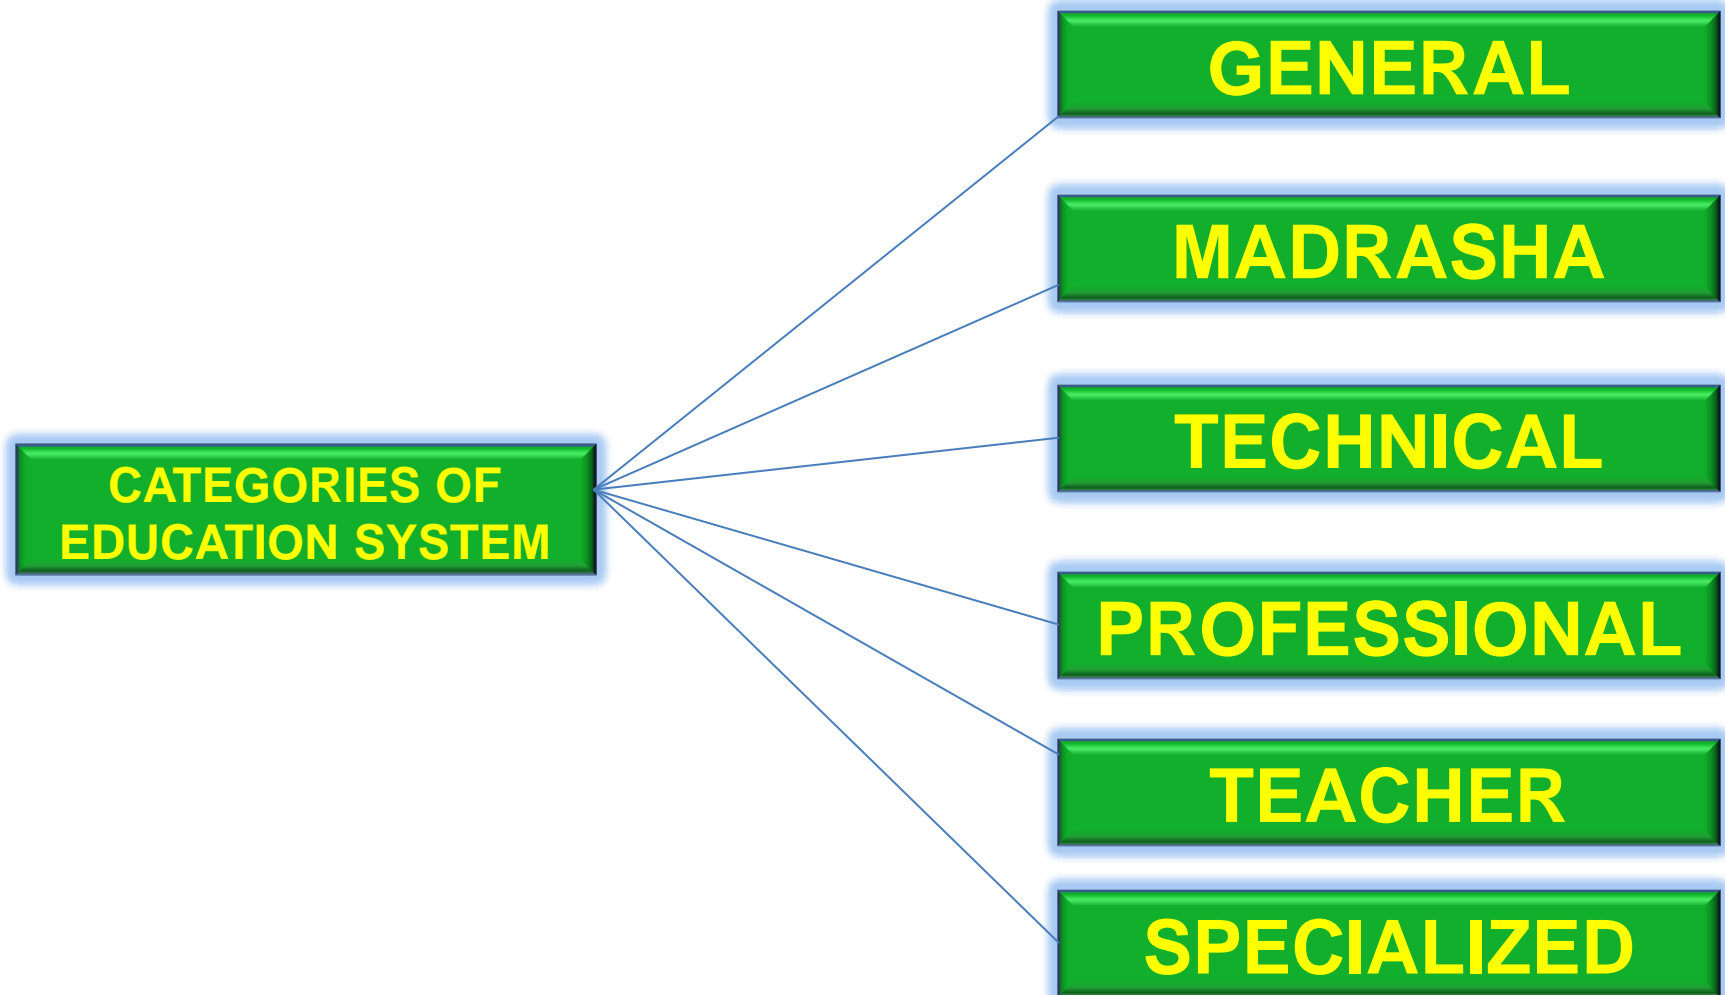 GENERAL
MADRASHA
TECHNICAL
CATEGORIES OF
EDUCATION SYSTEM
PROFESSIONAL
TEACHER
SPECIALIZED